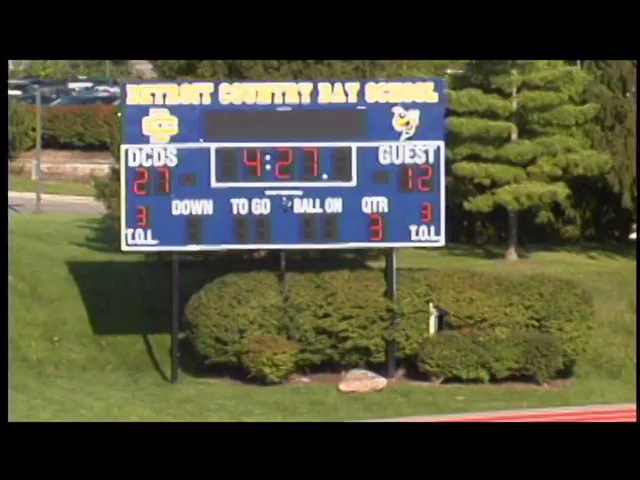 DETROIT COUNTRY DAY SCHOOL
DCDS 4:27. GUEST
27 12
DOWN TO GO BALL ON QTR
3 3 3
T.O.L. T.O.L.